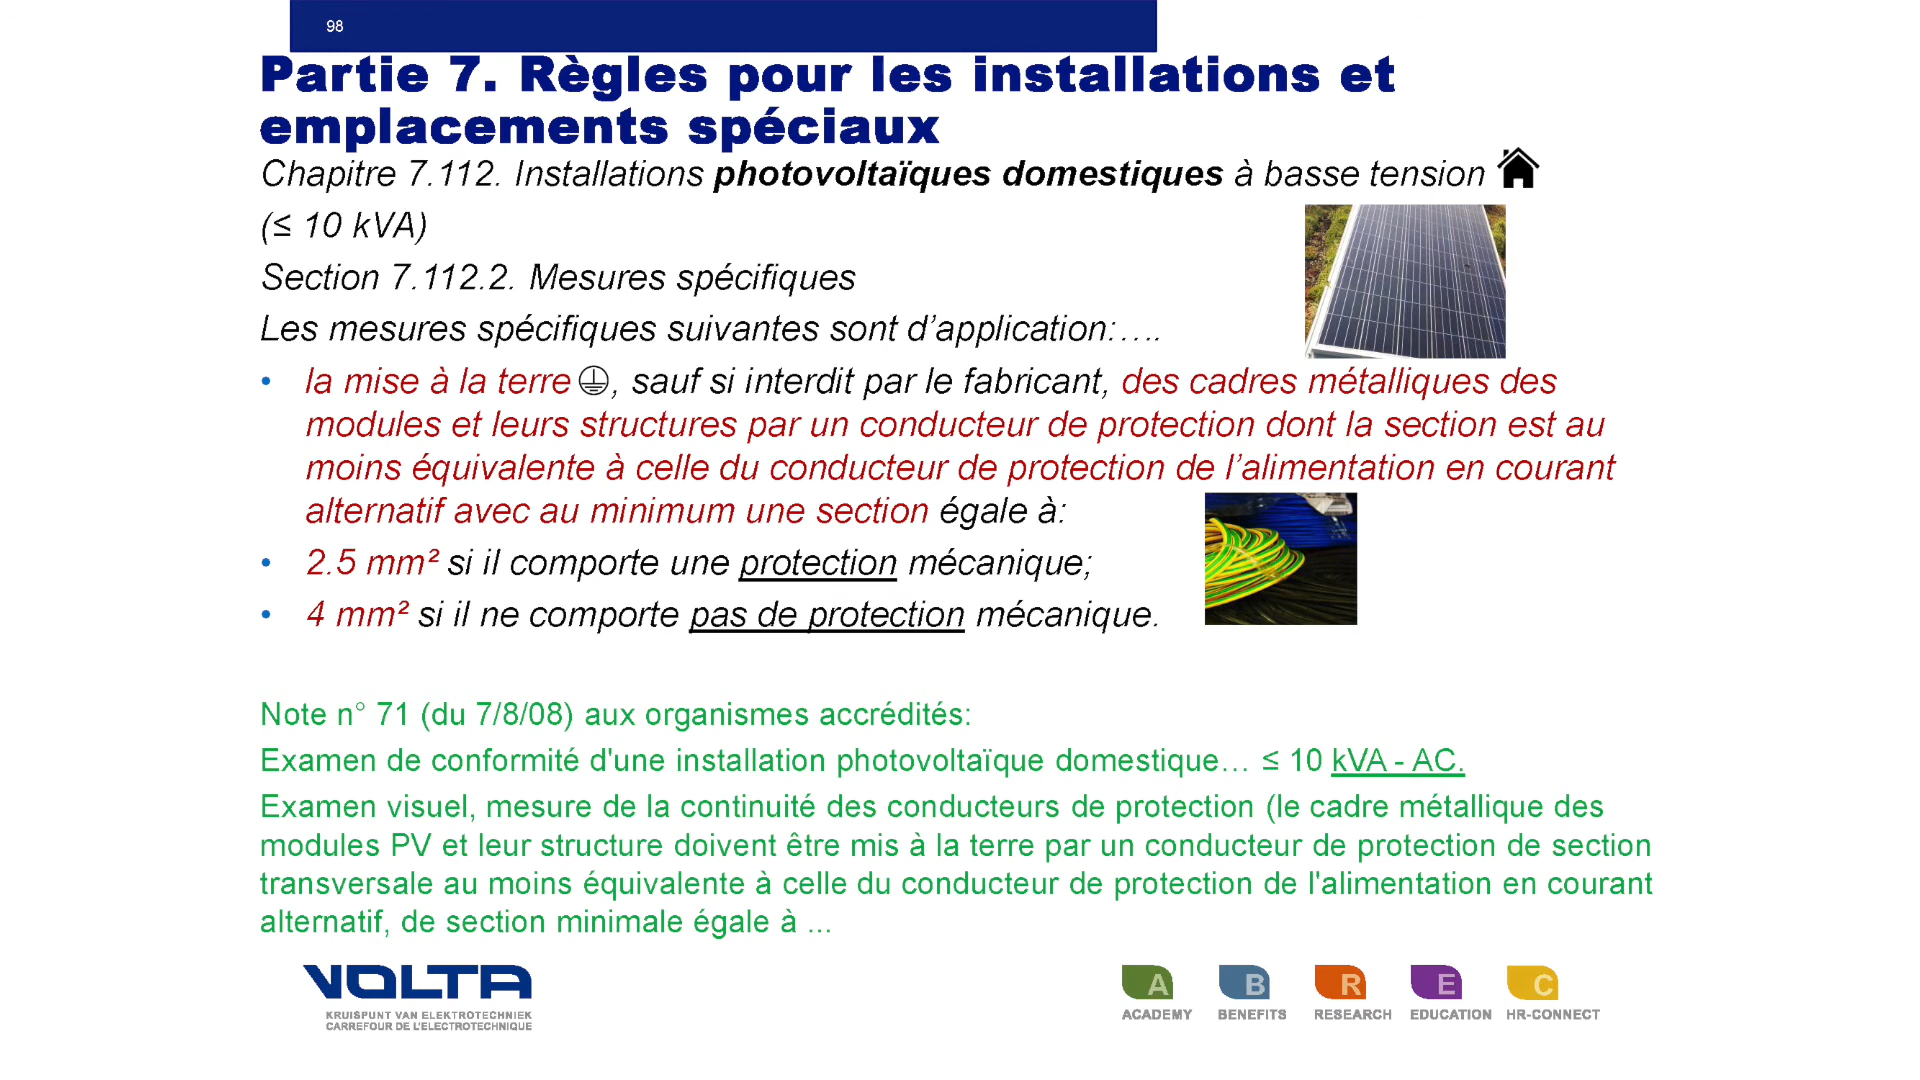 98
Partie 7. Règles pour les installations et
emplacements spéciaux
Chapitre 7.112. Installations photovoltaïques domestiques à basse tension
(≤ 10 kVA)
Section 7.112.2. Mesures spécifiques
Les mesures spécifiques suivantes sont d’application:….
• la mise à la terre , sauf si interdit par le fabricant, des cadres métalliques des
modules et leurs structures par un conducteur de protection dont la section est au
moins équivalente à celle du conducteur de protection de l’alimentation en courant
alternatif avec au minimum une section égale à:
• 2.5 mm² si il comporte une protection mécanique;
• 4 mm² si il ne comporte pas de protection mécanique.
Note n° 71 (du 7/8/08) aux organismes accrédités:
Examen de conformité d'une installation photovoltaïque domestique… ≤ 10 kVA - AC.
Examen visuel, mesure de la continuité des conducteurs de protection (le cadre métallique des
modules PV et leur structure doivent être mis à la terre par un conducteur de protection de section
transversale au moins équivalente à celle du conducteur de protection de l'alimentation en courant
alternatif, de section minimale égale à ...
VOLTA
KRUISPUNT VAN ELEKTROTECHNIEK
CARREFOUR DE L'ELECTROTECHNIQUE
A B R E C
ACADEMY BENEFITS RESEARCH EDUCATION HR-CONNECT